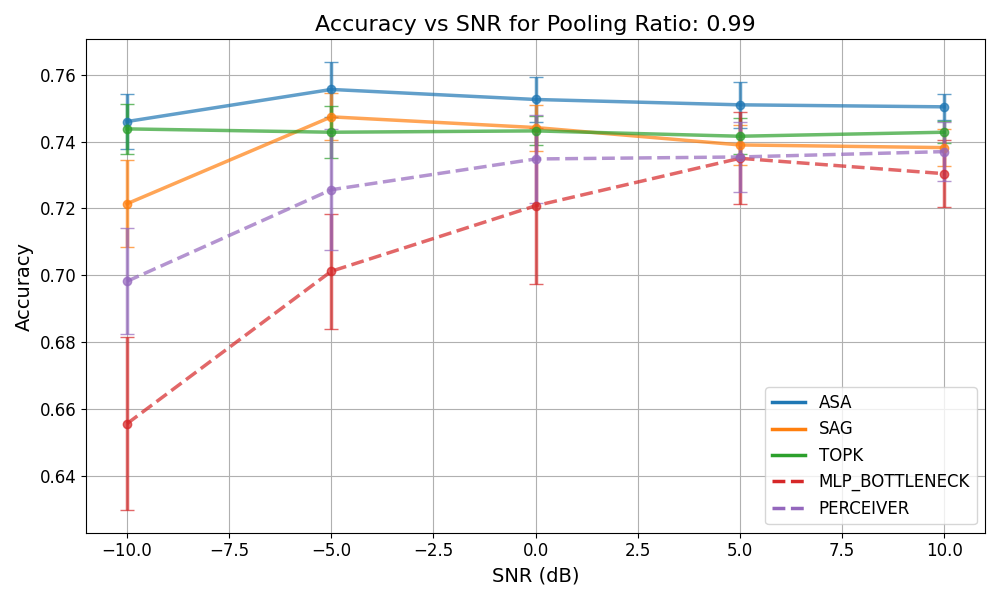 Accuracy vs SNR for Pooling Ratio: 0.99
Accuracy
0.76
0.74
0.72
0.70
0.68
0.66
0.64
−10.0 −7.5 −5.0 −2.5 0.0 2.5 5.0 7.5 10.0
SNR (dB)
ASA
SAG
TOPK
MLP_BOTTLENECK
PERCEIVER